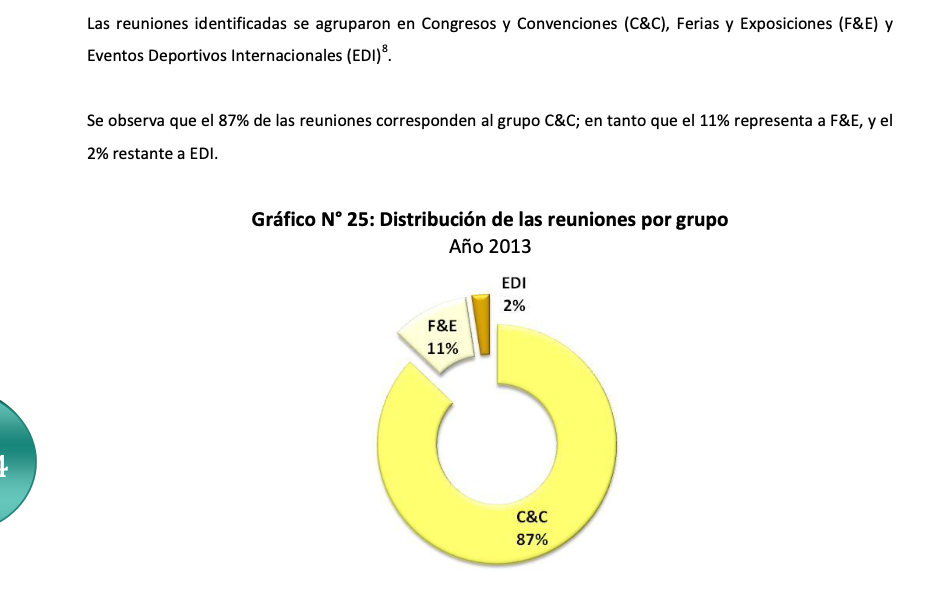 Las reuniones identificadas se agruparon en Congresos y Convenciones (C&C), Ferias y Exposiciones (F&E) y
Eventos Deportivos Internacionales (EDI)⁸.
Se observa que el 87% de las reuniones corresponden al grupo C&C; en tanto que el 11% representa a F&E, y el
2% restante a EDI.
Gráfico N° 25: Distribución de las reuniones por grupo
Año 2013
EDI
2%
F&E
11%
4
C&C
87%